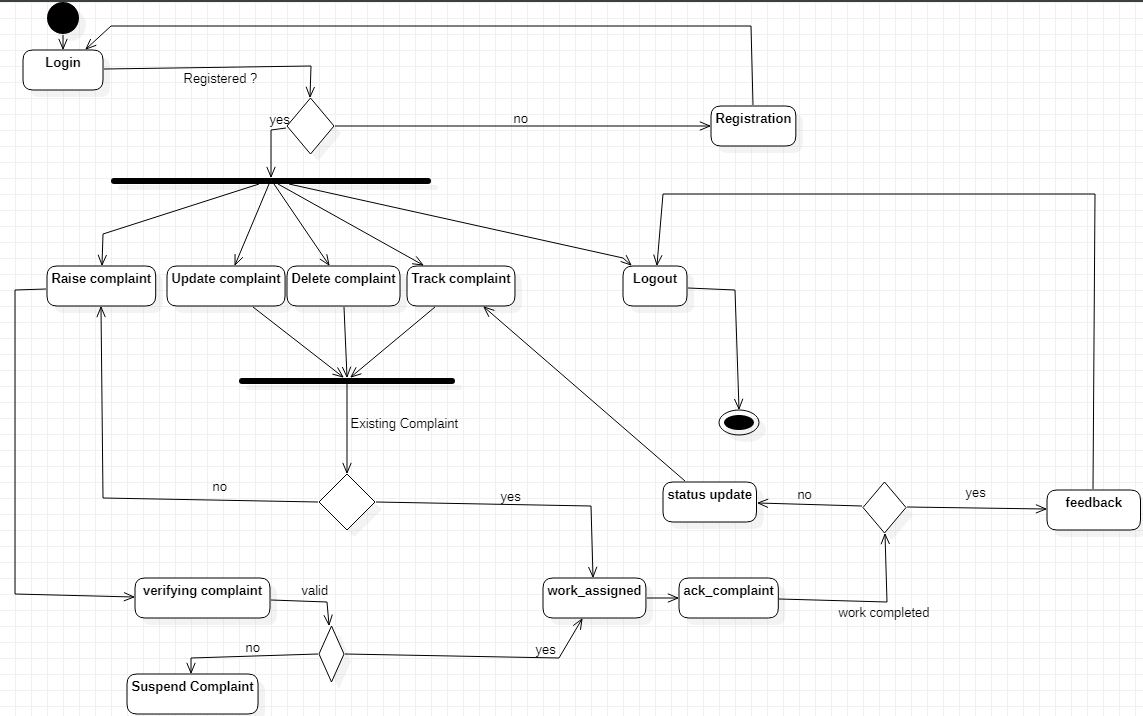 Login
Registered ?
yes
no
Registration
Raise complaint
Update complaint
Delete complaint
Track complaint
Logout
Existing Complaint
no
yes
status update
no
yes
feedback
verifying complaint
valid
work_assigned
ack_complaint
work completed
no
yes
Suspend Complaint